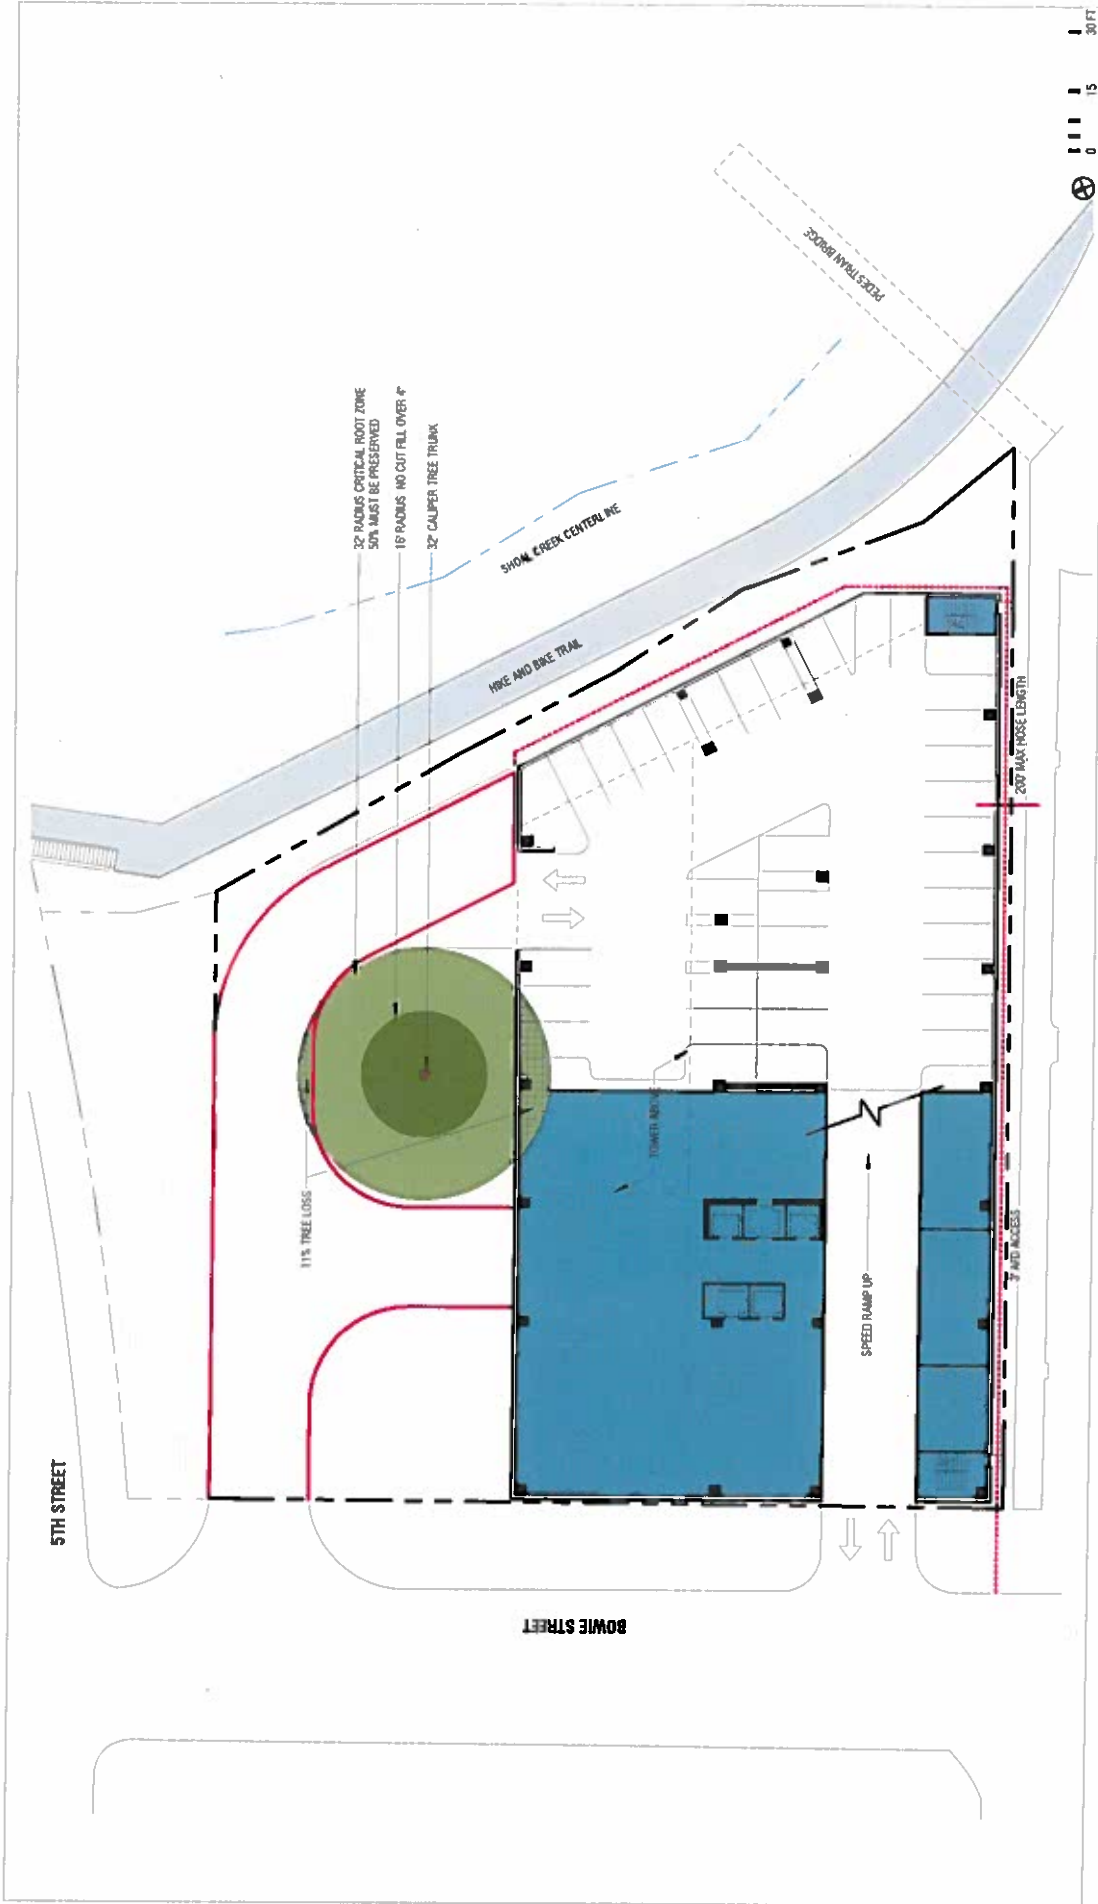 5TH STREET
BOWIE STREET
32' RADIUS CRITICAL ROOT ZONE
50% MUST BE PRESERVED
16' RADIUS NO CUT FILL OVER 4"
32" CALIPER TREE TRUNK
SHOAL CREEK CENTERLINE
HIKE AND BIKE TRAIL
PEDESTRIAN BRIDGE
11% TREE LOSS
TOWER ABOVE
SPEED RAMP UP
200' MAX HOSE LENGTH
3' AFD ACCESS
0 15 30 FT